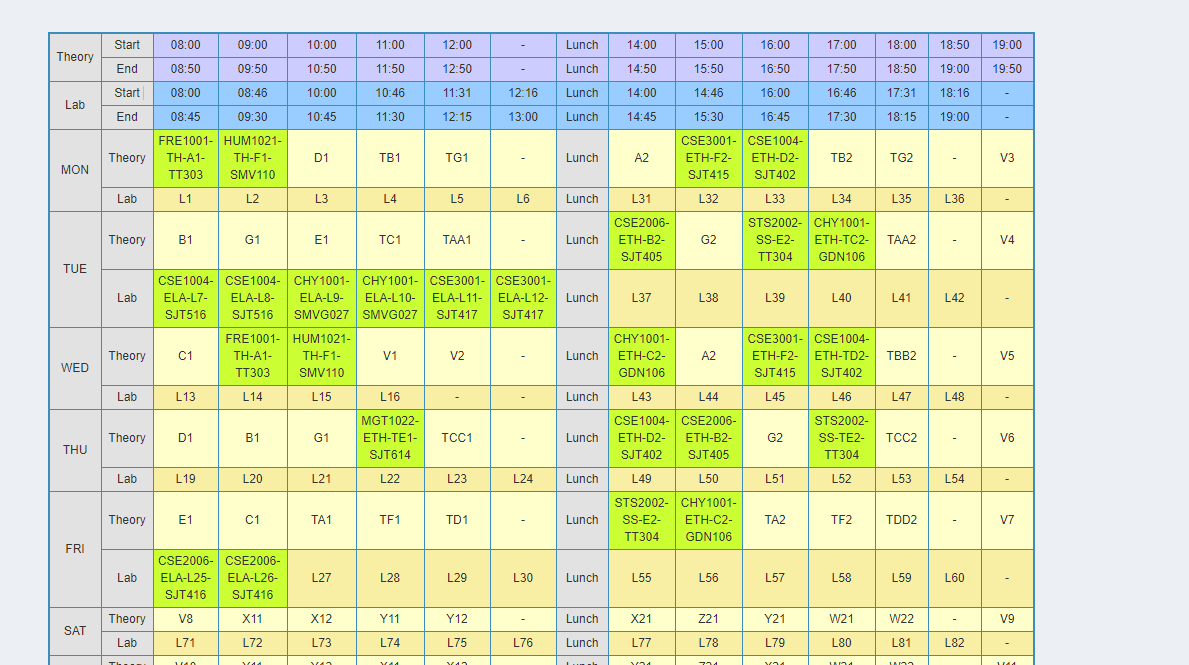 Theory Start 08:00 09:00 10:00 11:00 12:00 - Lunch 14:00 15:00 16:00 17:00 18:00 18:50 19:00
End 08:50 09:50 10:50 11:50 12:50 - Lunch 14:50 15:50 16:50 17:50 18:50 19:00 19:50
Lab Start 08:00 08:46 10:00 10:46 11:31 12:16 Lunch 14:00 14:46 16:00 16:46 17:31 18:16 -
End 08:45 09:30 10:45 11:30 12:15 13:00 Lunch 14:45 15:30 16:45 17:30 18:15 19:00 -
MON Theory FRE1001-TH-A1-TT303 HUM1021-TH-F1-SMV110 D1 TB1 TG1 - Lunch A2 CSE3001-ETH-F2-SJT415 CSE1004-ETH-D2-SJT402 TB2 TG2 - V3
Lab L1 L2 L3 L4 L5 L6 Lunch L31 L32 L33 L34 L35 L36 -
TUE Theory B1 G1 E1 TC1 TAA1 - Lunch CSE2006-ETH-B2-SJT405 G2 STS2002-SS-E2-TT304 CHY1001-ETH-TC2-GDN106 TAA2 - V4
Lab CSE1004-ELA-L7-SJT516 CSE1004-ELA-L8-SJT516 CHY1001-ELA-L9-SMVG027 CHY1001-ELA-L10-SMVG027 CSE3001-ELA-L11-SJT417 CSE3001-ELA-L12-SJT417 Lunch L37 L38 L39 L40 L41 L42 -
WED Theory C1 FRE1001-TH-A1-TT303 HUM1021-TH-F1-SMV110 V1 V2 - Lunch CHY1001-ETH-C2-GDN106 A2 CSE3001-ETH-F2-SJT415 CSE1004-ETH-TD2-SJT402 TBB2 - V5
Lab L13 L14 L15 L16 - - Lunch L43 L44 L45 L46 L47 L48 -
THU Theory D1 B1 G1 MGT1022-ETH-TE1-SJT614 TCC1 - Lunch CSE1004-ETH-D2-SJT402 CSE2006-ETH-B2-SJT405 G2 STS2002-SS-TE2-TT304 TCC2 - V6
Lab L19 L20 L21 L22 L23 L24 Lunch L49 L50 L51 L52 L53 L54 -
FRI Theory E1 C1 TA1 TF1 TD1 - Lunch STS2002-SS-E2-TT304 CHY1001-ETH-C2-GDN106 TA2 TF2 TDD2 - V7
Lab CSE2006-ELA-L25-SJT416 CSE2006-ELA-L26-SJT416 L27 L28 L29 L30 Lunch L55 L56 L57 L58 L59 L60 -
SAT Theory V8 X11 X12 Y11 Y12 - Lunch X21 Z21 Y21 W21 W22 - V9
Lab L71 L72 L73 L74 L75 L76 Lunch L77 L78 L79 L80 L81 L82 -